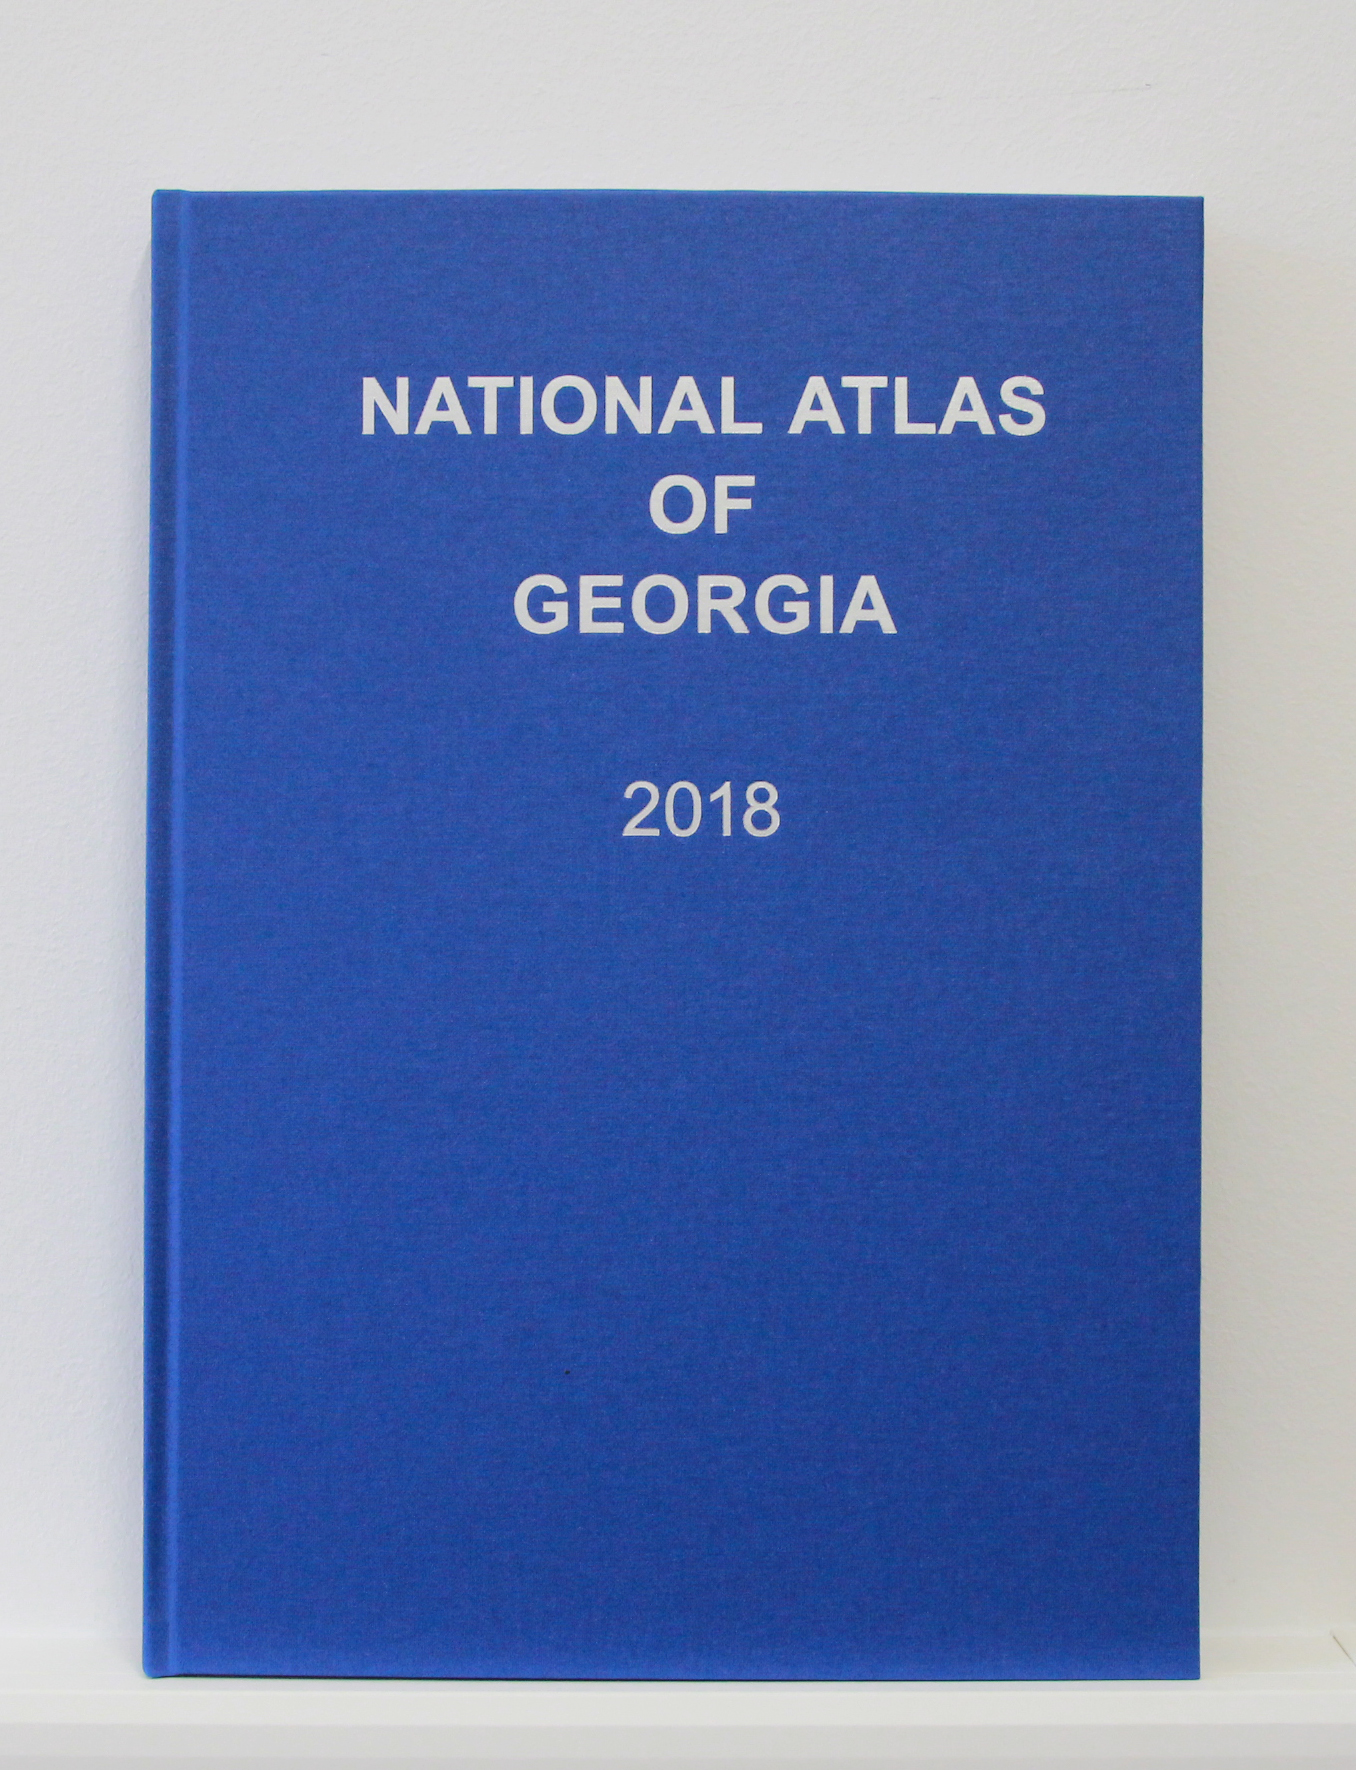 NATIONAL ATLAS
OF
GEORGIA
2018